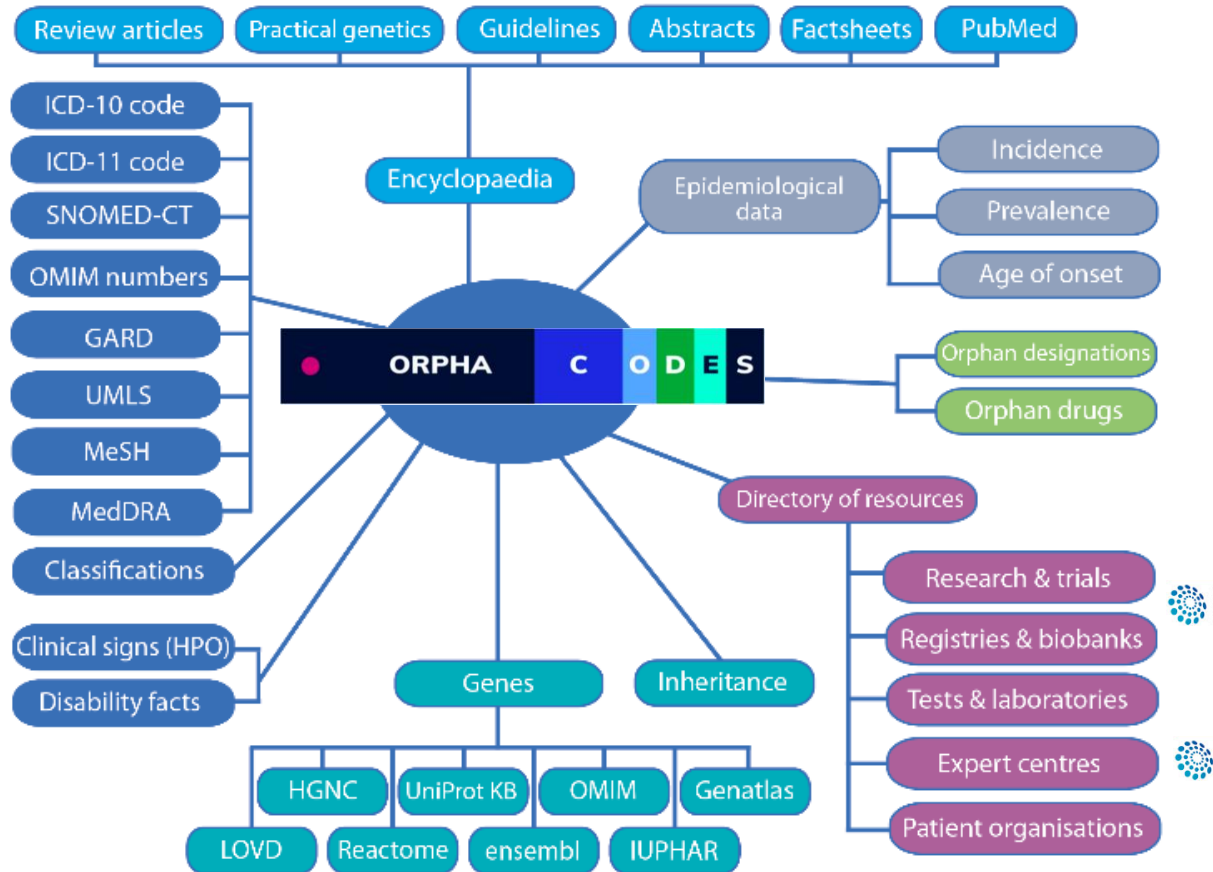 Review articles
Practical genetics
Guidelines
Abstracts
Factsheets
PubMed
ICD-10 code
ICD-11 code
SNOMED-CT
OMIM numbers
GARD
UMLS
MeSH
MedDRA
Classifications
Clinical signs (HPO)
Disability facts
Encyclopaedia
Epidemiological
data
Incidence
Prevalence
Age of onset
ORPHA CODES
Orphan designations
Orphan drugs
Directory of resources
Research & trials
Registries & biobanks
Tests & laboratories
Expert centres
Patient organisations
Genes
Inheritance
HGNC
UniProt KB
OMIM
Genatlas
LOVD
Reactome
ensembl
IUPHAR